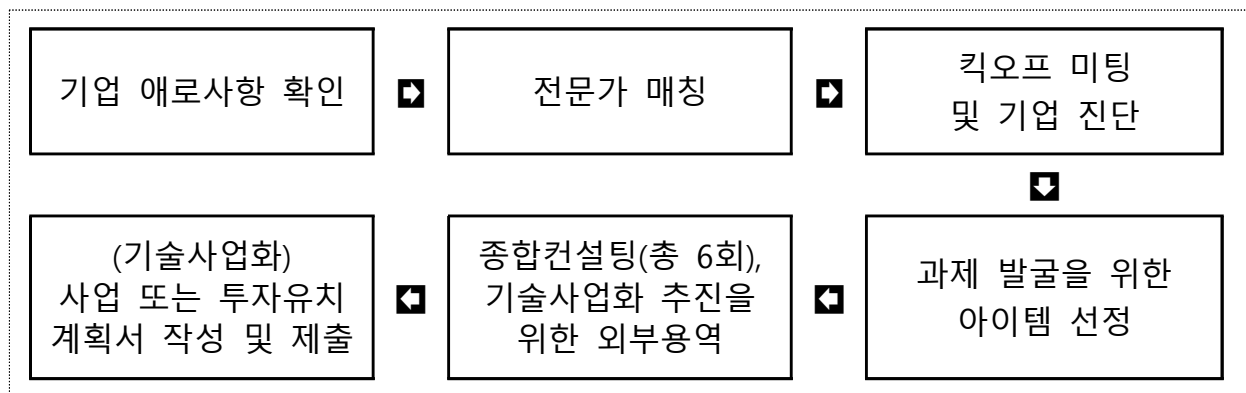 기업 애로사항 확인
전문가 매칭
킥오프 미팅
및 기업 진단
과제 발굴을 위한
아이템 선정
종합컨설팅(총 6회),
기술사업화 추진을
위한 외부용역
(기술사업화)
사업 또는 투자유치
계획서 작성 및 제출